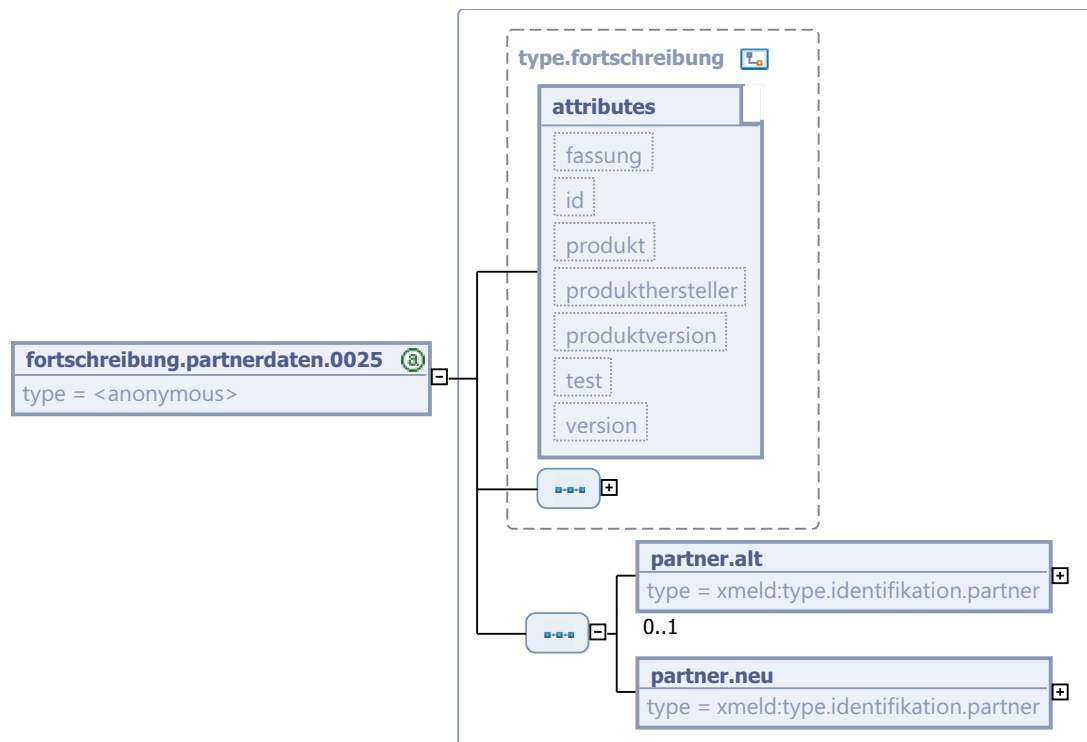 type.fortschreibung
attributes
fassung
id
produkt
produkthersteller
produktversion
test
version
fortschreibung.partnerdaten.0025 @
type = <anonymous>
partner.alt
type = xmeld:type.identifikation.partner
0..1
partner.neu
type = xmeld:type.identifikation.partner